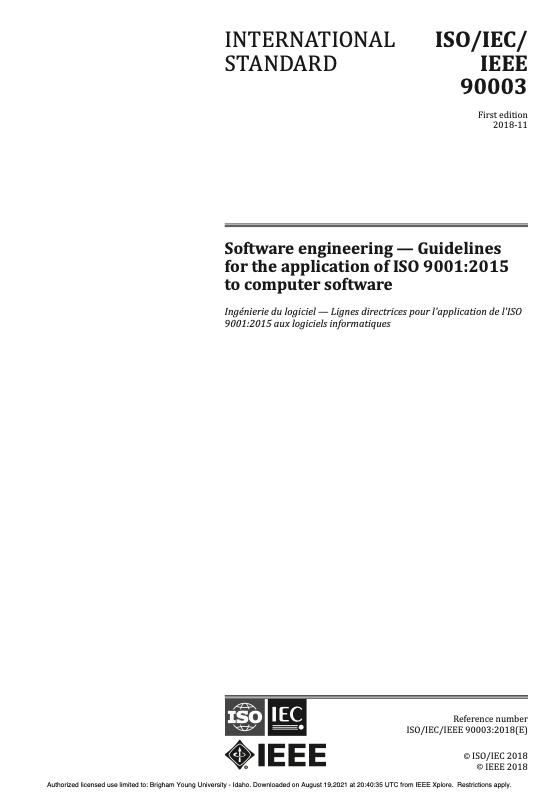 INTERNATIONAL
STANDARD
ISO/IEC/
IEEE
90003
First edition
2018-11
Software engineering — Guidelines
for the application of ISO 9001:2015
to computer software
Ingénierie du logiciel — Lignes directrices pour l'application de l'ISO
9001:2015 aux logiciels informatiques
ISO IEC
IEEE
Reference number
ISO/IEC/IEEE 90003:2018(E)
© ISO/IEC 2018
© IEEE 2018
Authorized licensed use limited to: Brigham Young University - Idaho. Downloaded on August 19,2021 at 20:40:35 UTC from IEEE Xplore. Restrictions apply.